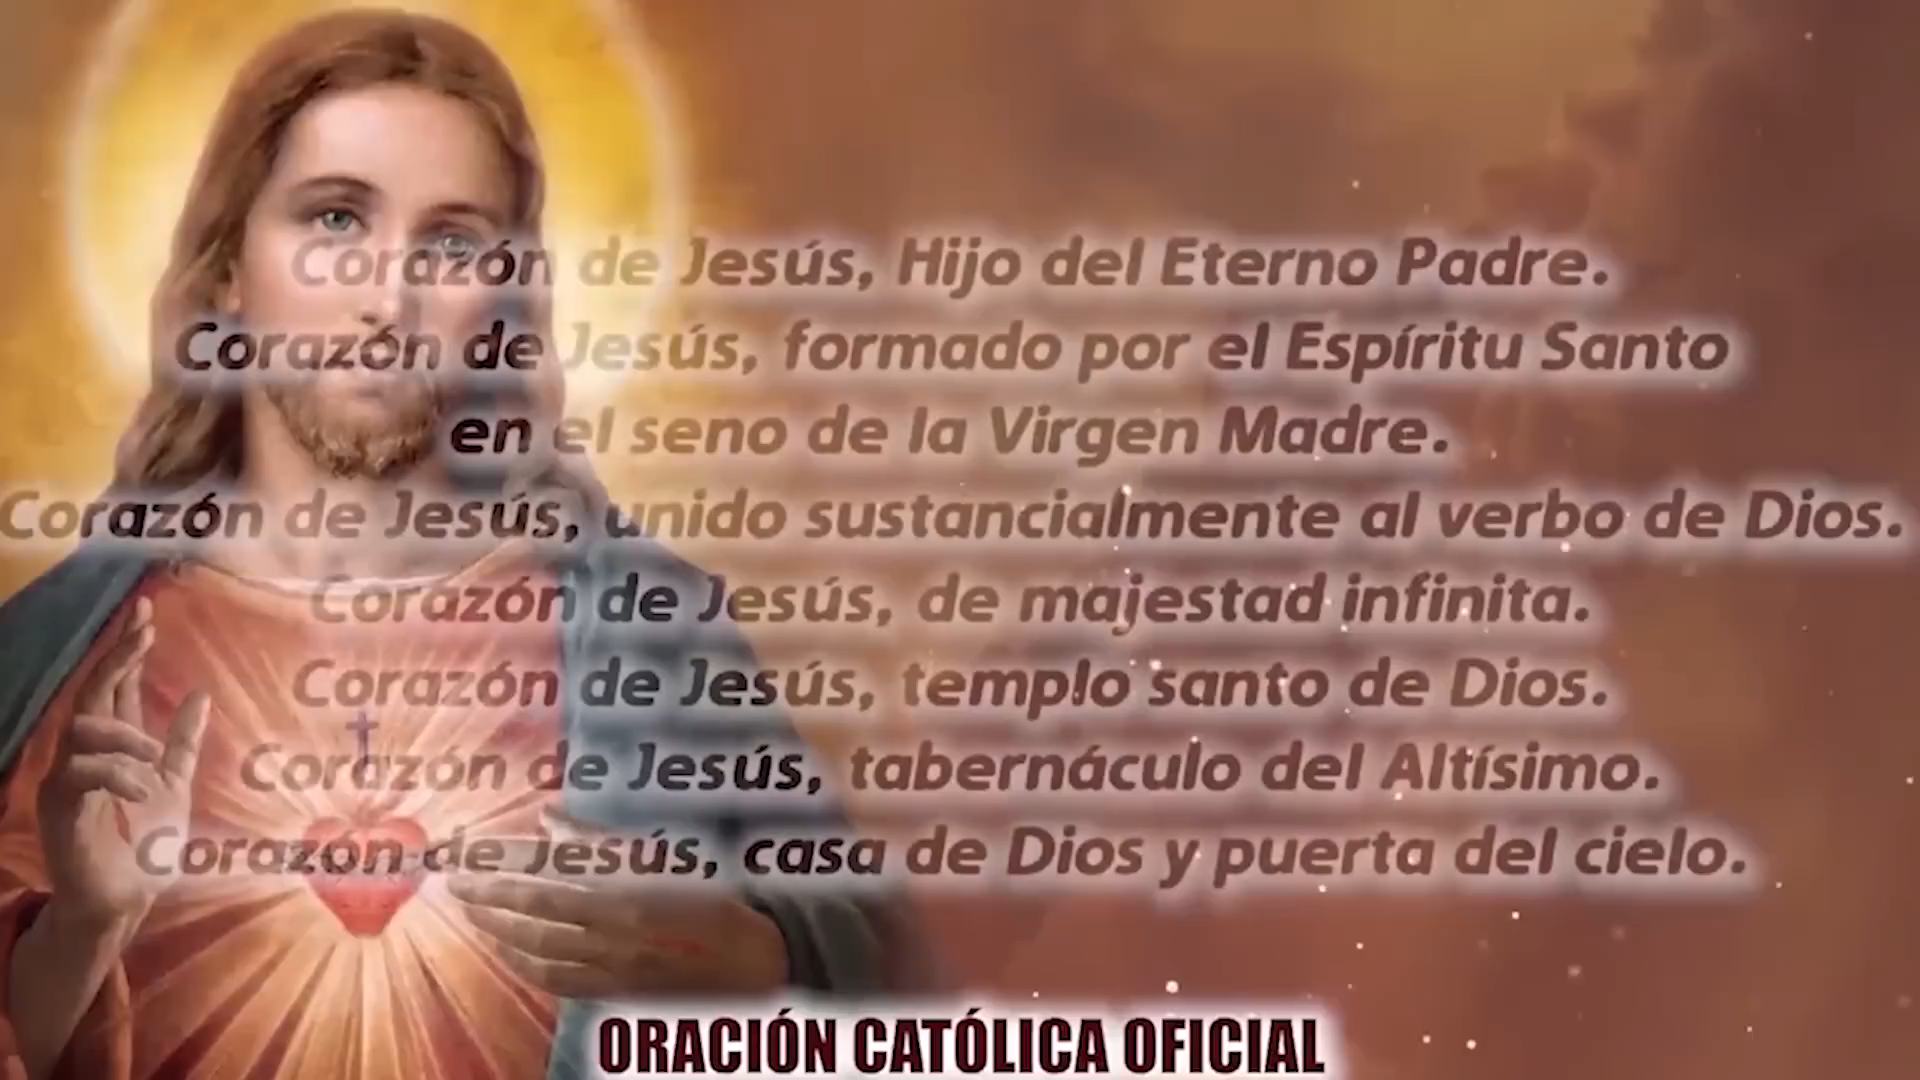 Corazón de Jesús, Hijo del Eterno Padre.
Corazón de Jesús, formado por el Espíritu Santo
en el seno de la Virgen Madre.
Corazón de Jesús, unido sustancialmente al verbo de Dios.
Corazón de Jesús, de majestad infinita.
Corazón de Jesús, templo santo de Dios.
Corazón de Jesús, tabernáculo del Altísimo.
Corazón de Jesús, casa de Dios y puerta del cielo.
ORACIÓN CATÓLICA OFICIAL